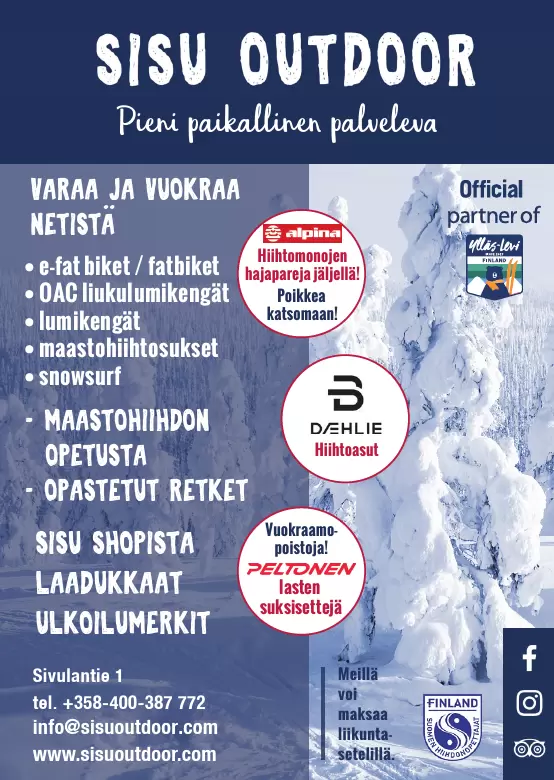 SISU OUTDOOR
Pieni paikallinen palveleva
VARAA JA VUOKRAA
NETISTÄ
• e-fat biket / fatbiket
• OAC liukulumikengät
• lumikengät
• maastohiihtosukset
• snowsurf
- MAASTOHIIHDON
OPETUSTA
- OPASTETUT RETKET
SISU SHOPISTA
LAADUKKAAT
ULKOILUMERKIT
Sivulantie 1
tel. +358-400-387 772
info@sisuoutdoor.com
www.sisuoutdoor.com
alpina
Hiihtomonojen
hajapareja jäljellä!
Poikkea
katsomaan!
DÆHLIE
Hiihtoasut
Vuokraamo-
poistoja!
PELTONEN
lasten
suksisettejä
Official
partner of
Ylläs-Levi
FINLAND
Meillä
voi
maksaa
liikunta-
setelillä.
FINLAND
SUOMEN HIIHDONOPETTAJAT